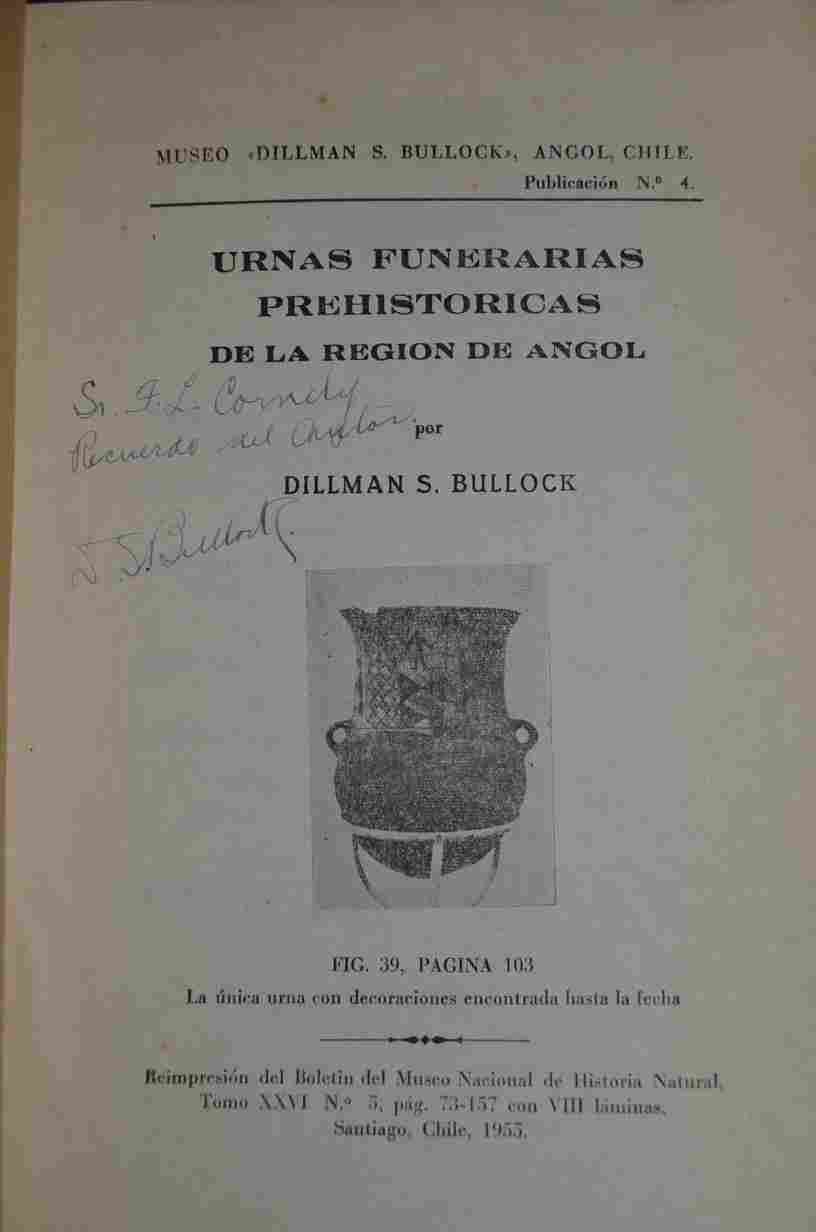 MUSEO «DILLMAN S. BULLOCK», ANGOL, CHILE.
Publicación N.º 4.
URNAS FUNERARIAS
PREHISTORICAS
DE LA REGION DE ANGOL
Sr. F. L. Cornely
Recuerdo del Autor.
por
DILLMAN S. BULLOCK
D. S. Bullock
FIG. 39, PAGINA 103
La única urna con decoraciones encontrada hasta la fecha
Reimpresión del Boletin del Museo Nacional de Historia Natural,
Tomo XXVI N.º 5, pág. 73-157 con VIII láminas.
Santiago, Chile, 1955.